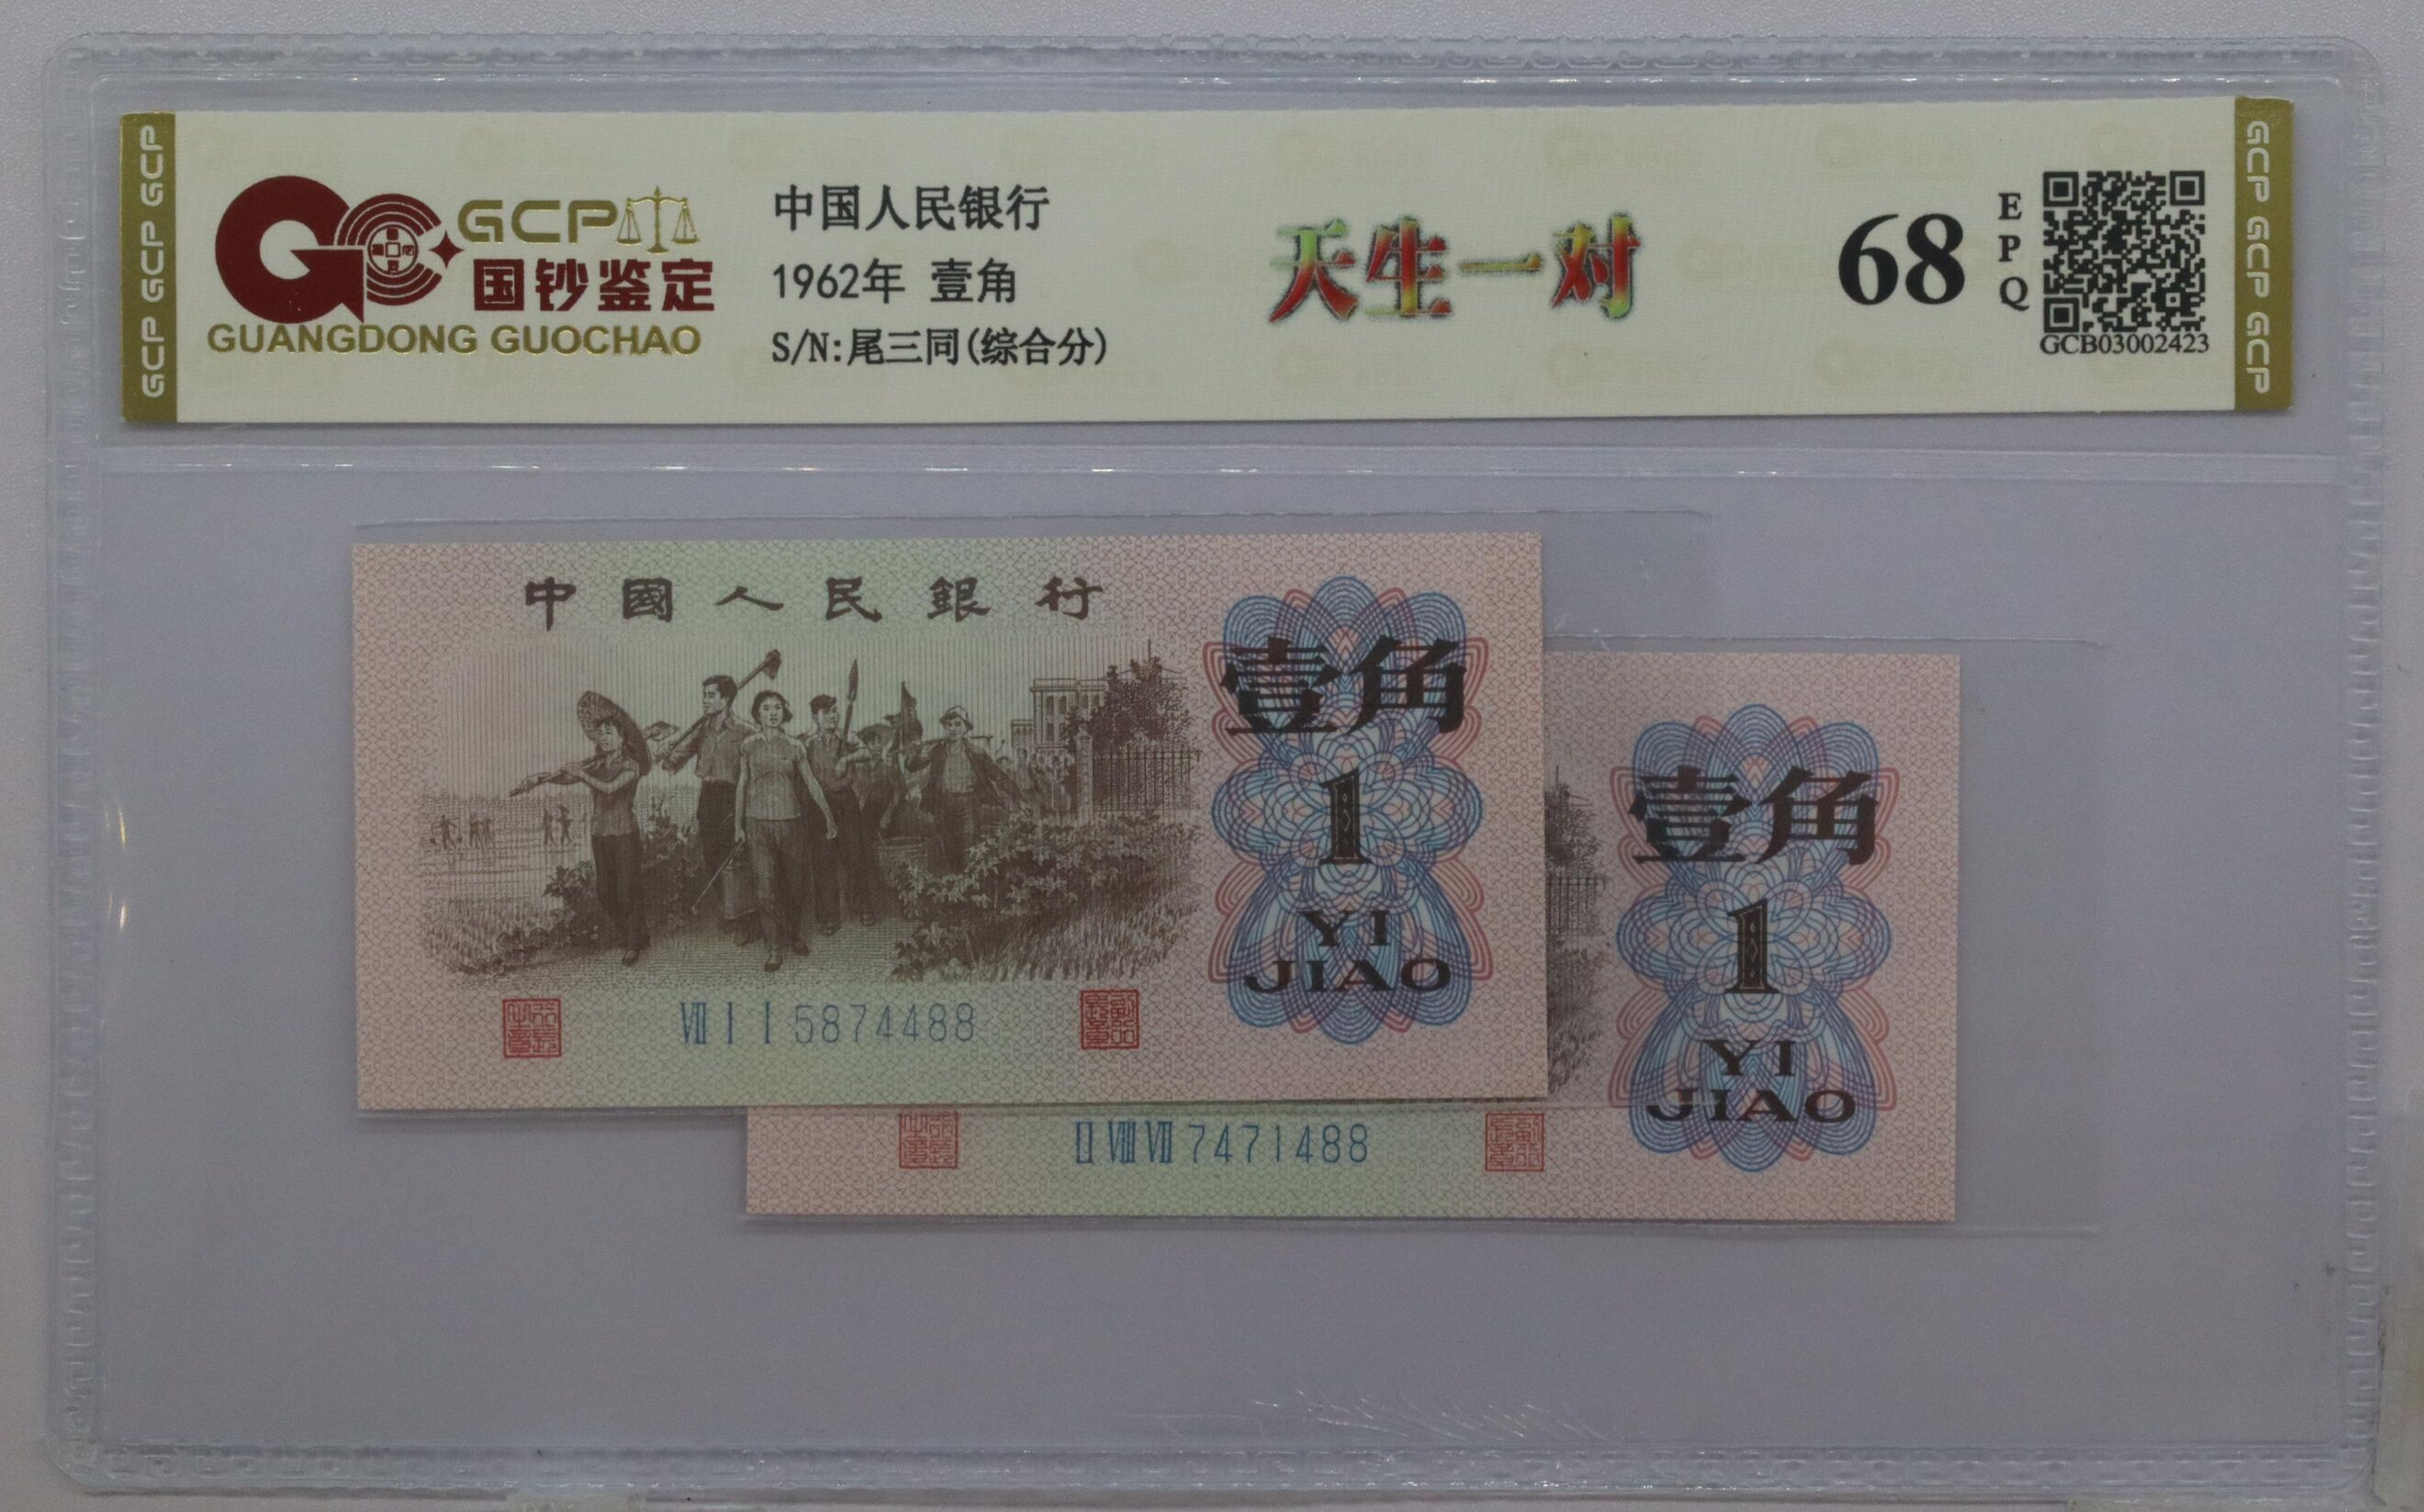 GCP GCP GCP
GCP
国钞鉴定
GUANGDONG GUOCHAO
中国人民银行
1962年 壹角
S/N:尾三同(综合分)
天生一对
68
EPQ
GCB03002423
GCP GCP GCP
中國人民銀行
壹角
1
YI
JIAO
Ⅶ Ⅰ Ⅰ 5874488
壹角
1
YI
JIAO
Ⅱ Ⅷ Ⅶ 7471488